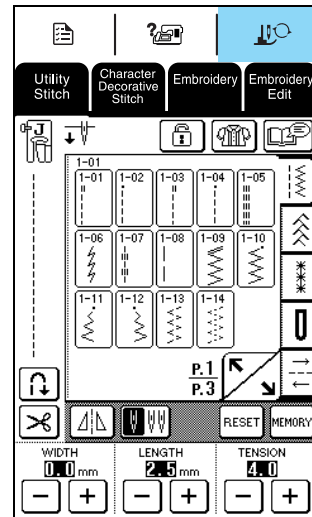 Utility Stitch
Character Decorative Stitch
Embroidery
Embroidery Edit
J
1-01
1-01 1-02 1-03 1-04 1-05
1-06 1-07 1-08 1-09 1-10
1-11 1-12 1-13 1-14
P.1
P.3
RESET MEMORY
WIDTH LENGTH TENSION
0.0 mm 2.5 mm 4.0
− + − + − +